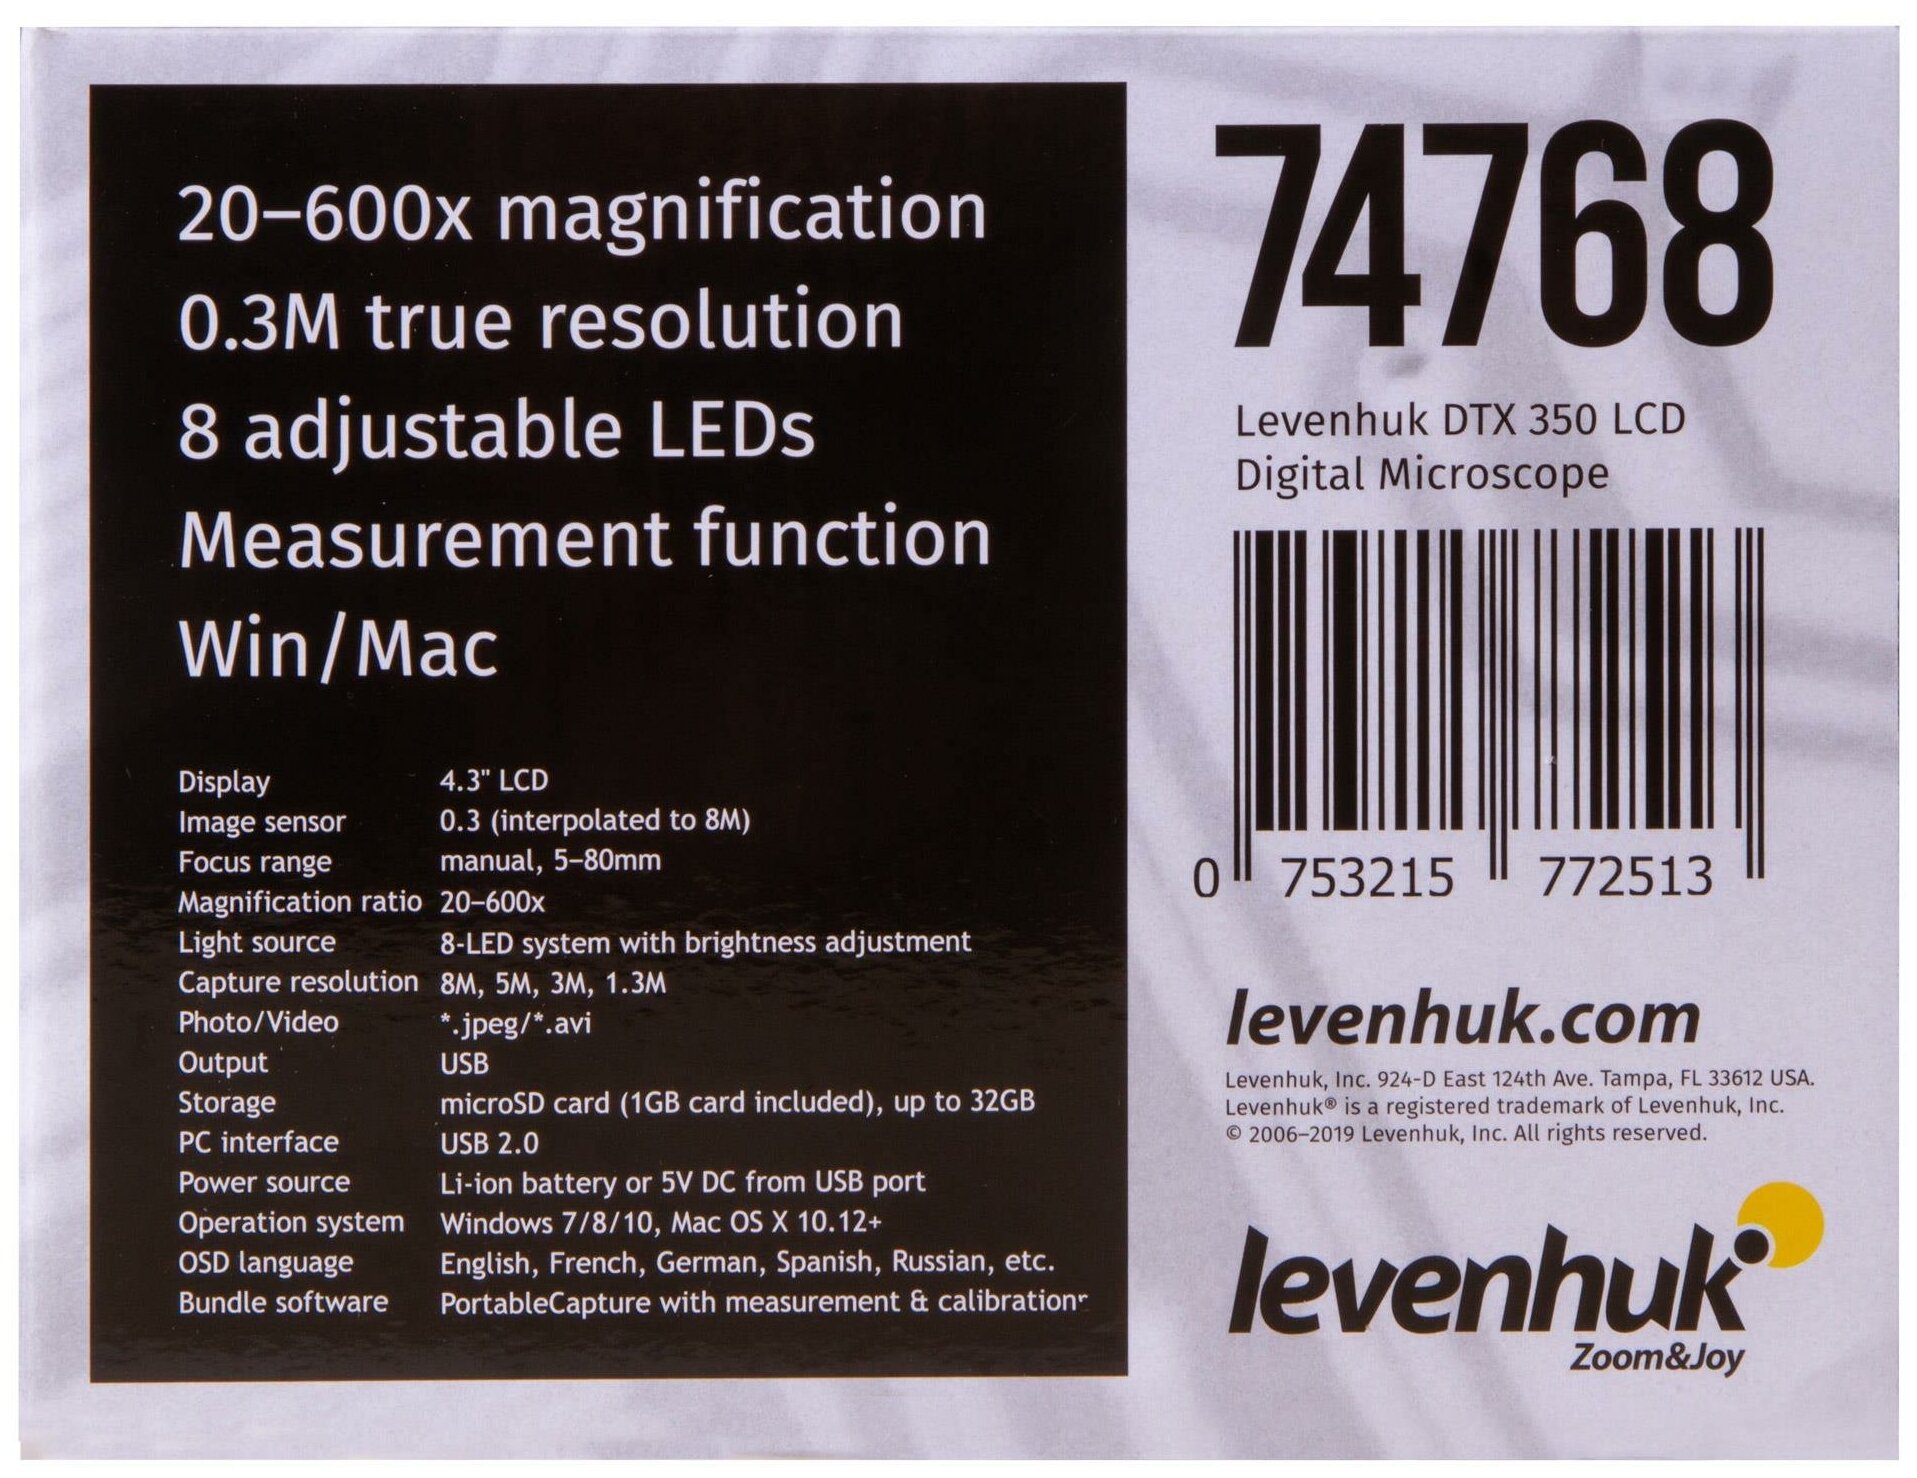 20–600x magnification
0.3M true resolution
8 adjustable LEDs
Measurement function
Win/Mac
Display 4.3" LCD
Image sensor 0.3 (interpolated to 8M)
Focus range manual, 5–80mm
Magnification ratio 20–600x
Light source 8-LED system with brightness adjustment
Capture resolution 8M, 5M, 3M, 1.3M
Photo/Video *.jpeg/*.avi
Output USB
Storage microSD card (1GB card included), up to 32GB
PC interface USB 2.0
Power source Li-ion battery or 5V DC from USB port
Operation system Windows 7/8/10, Mac OS X 10.12+
OSD language English, French, German, Spanish, Russian, etc.
Bundle software PortableCapture with measurement & calibration
74768
Levenhuk DTX 350 LCD
Digital Microscope
0 753215 772513
levenhuk.com
Levenhuk, Inc. 924-D East 124th Ave. Tampa, FL 33612 USA.
Levenhuk® is a registered trademark of Levenhuk, Inc.
© 2006–2019 Levenhuk, Inc. All rights reserved.
levenhuk
Zoom&Joy